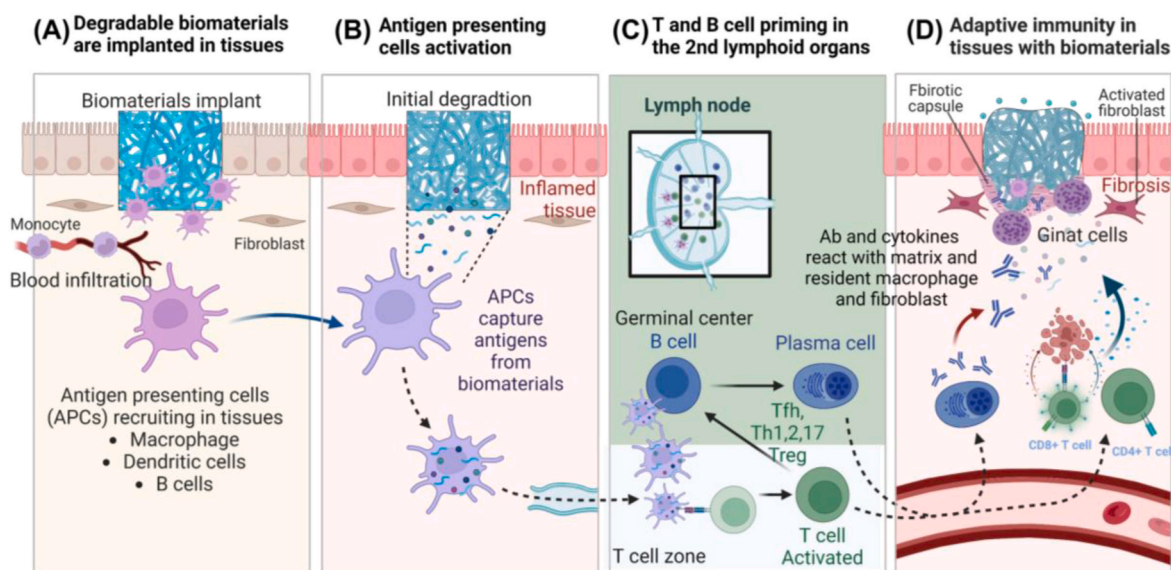 (A) Degradable biomaterials
are implanted in tissues
Biomaterials implant
Monocyte
Fibroblast
Blood infiltration
Antigen presenting cells
(APCs) recruiting in tissues
• Macrophage
• Dendritic cells
• B cells
(B) Antigen presenting
cells activation
Initial degradtion
Inflamed
tissue
APCs
capture
antigens
from
biomaterials
(C) T and B cell priming in
the 2nd lymphoid organs
Lymph node
Germinal center
B cell
Plasma cell
Tfh,
Th1,2,17
Treg
T cell zone
T cell
Activated
(D) Adaptive immunity in
tissues with biomaterials
Fbirotic
capsule
Activated
fibroblast
Fibrosis
Ginat cells
Ab and cytokines
react with matrix and
resident macrophage
and fibroblast
CD8+ T cell
CD4+ T cell